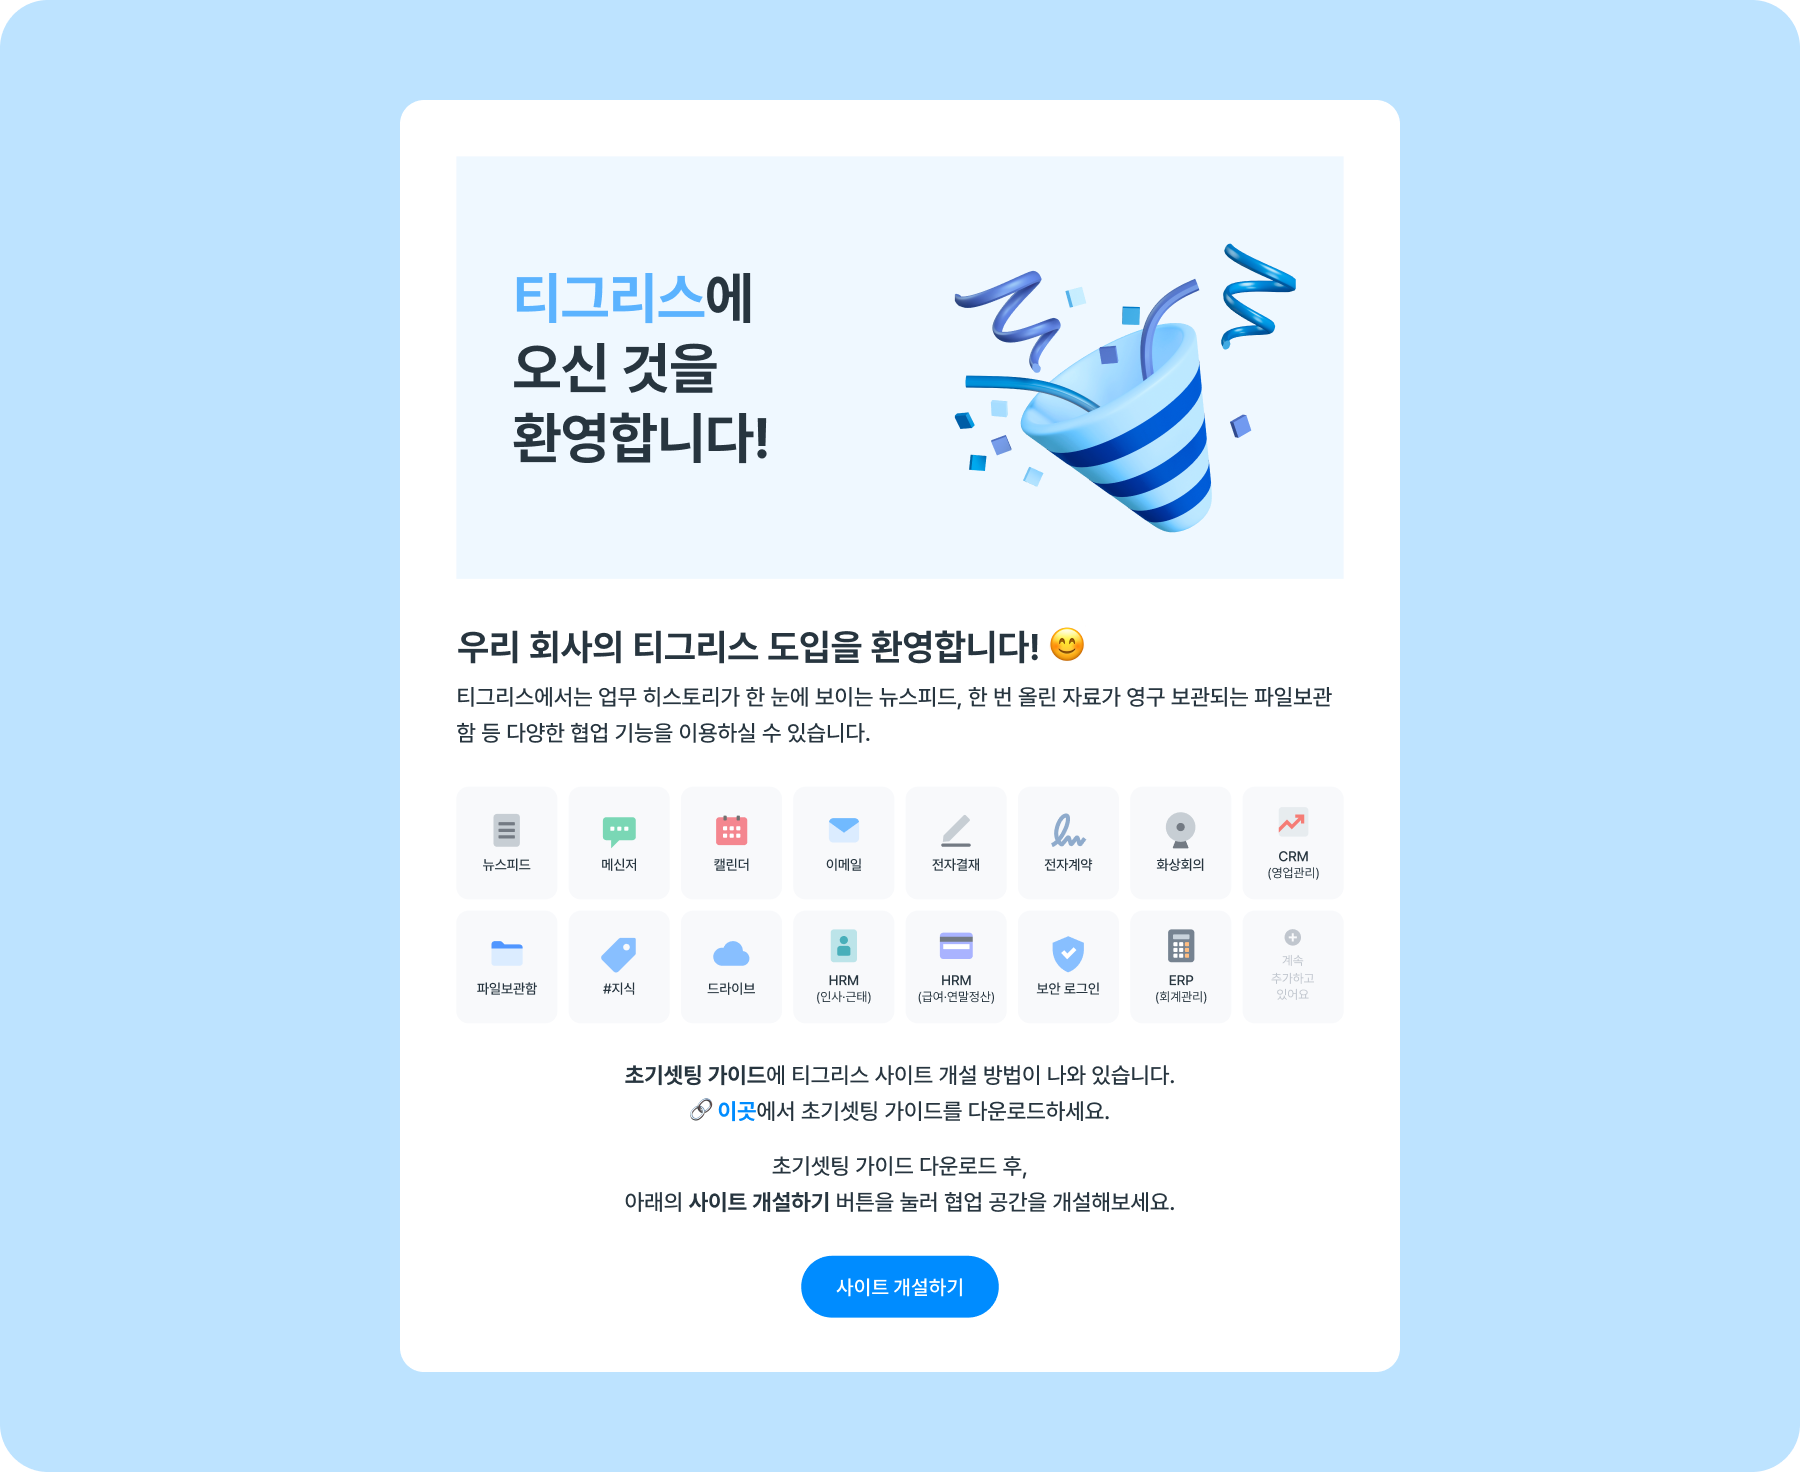 티그리스에
오신 것을
환영합니다!
우리 회사의 티그리스 도입을 환영합니다! 😊
티그리스에서는 업무 히스토리가 한 눈에 보이는 뉴스피드, 한 번 올린 자료가 영구 보관되는 파일보관
함 등 다양한 협업 기능을 이용하실 수 있습니다.
뉴스피드
메신저
캘린더
이메일
전자결재
전자계약
화상회의
CRM
(영업관리)
파일보관함
#지식
드라이브
HRM
(인사·근태)
HRM
(급여·연말정산)
보안 로그인
ERP
(회계관리)
계속
추가하고
있어요
초기셋팅 가이드에 티그리스 사이트 개설 방법이 나와 있습니다.
🔗 이곳에서 초기셋팅 가이드를 다운로드하세요.
초기셋팅 가이드 다운로드 후,
아래의 사이트 개설하기 버튼을 눌러 협업 공간을 개설해보세요.
사이트 개설하기